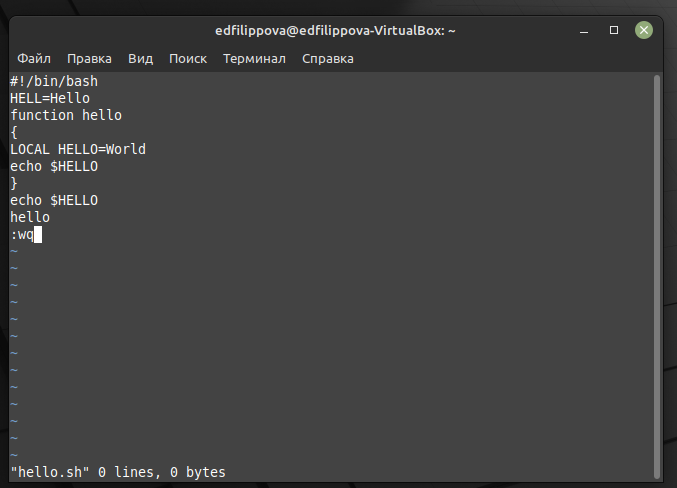 edfilippova@edfilippova-VirtualBox: ~
Файл Правка Вид Поиск Терминал Справка
#!/bin/bash
HELL=Hello
function hello
{
LOCAL HELLO=World
echo $HELLO
}
echo $HELLO
hello
:wq
~
~
~
~
~
~
~
~
~
~
~
~
~
"hello.sh" 0 lines, 0 bytes